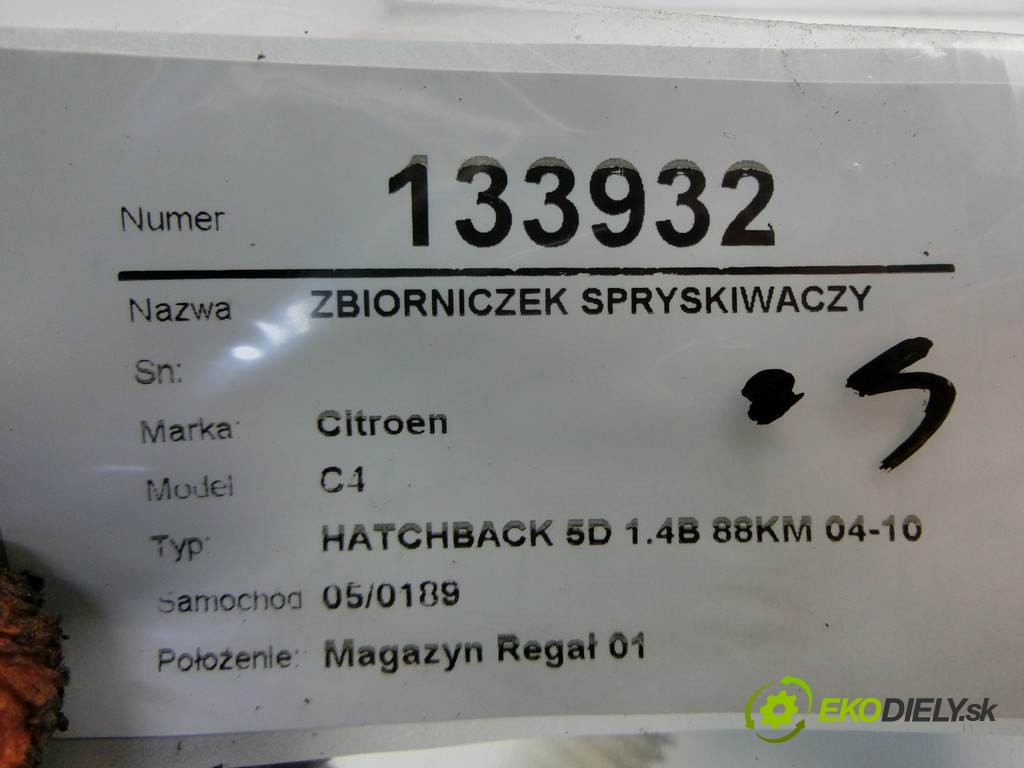 Numer 133932
Nazwa ZBIORNICZEK SPRYSKIWACZY
Sn:
Marka: Citroen
Model C4
Typ: HATCHBACK 5D 1.4B 88KM 04-10
Samochod 05/0189
Położenie: Magazyn Regał 01
EKODIELY.sk